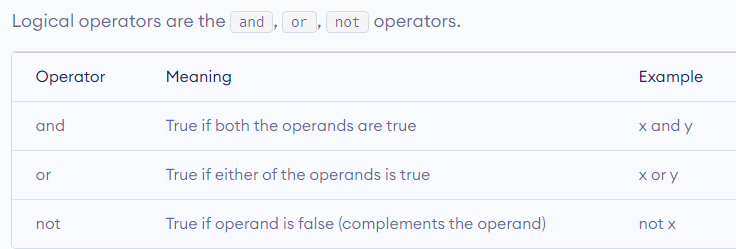 Logical operators are the and, or, not operators.
Operator Meaning Example
and True if both the operands are true x and y
or True if either of the operands is true x or y
not True if operand is false (complements the operand) not x